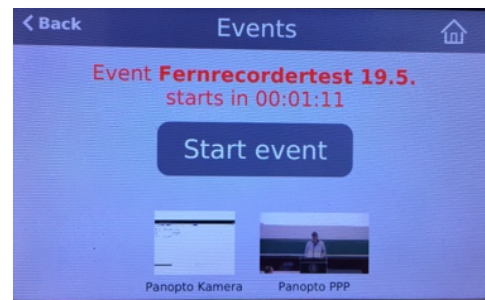 Back
Events
Event Fernrecordertest 19.5.
starts in 00:01:11
Start event
Panopto Kamera
Panopto PPP